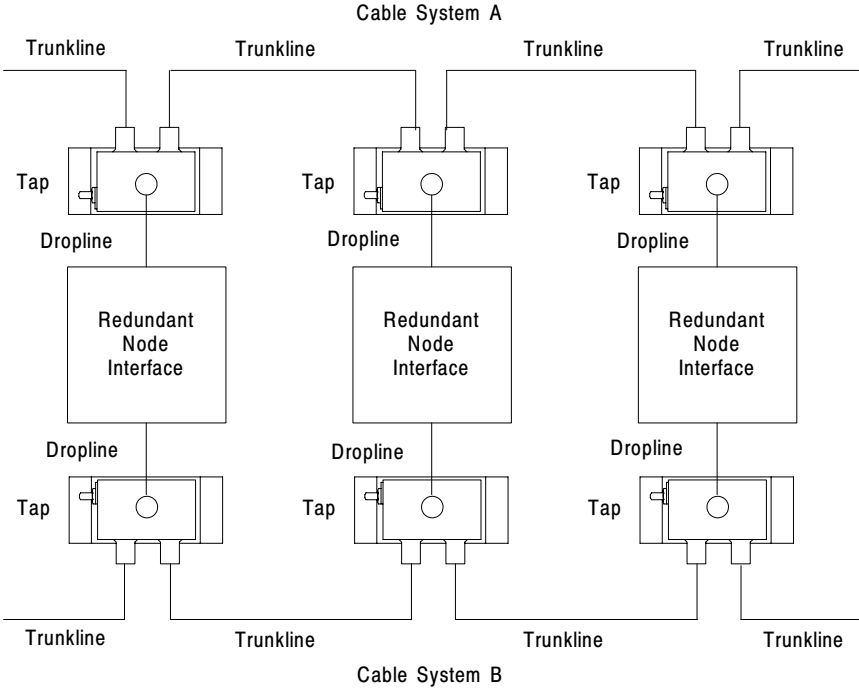 Cable System A
Trunkline
Trunkline
Trunkline
Trunkline
Tap
Tap
Tap
Dropline
Dropline
Dropline
Redundant
Node
Interface
Redundant
Node
Interface
Redundant
Node
Interface
Dropline
Dropline
Dropline
Tap
Tap
Tap
Trunkline
Trunkline
Trunkline
Trunkline
Cable System B